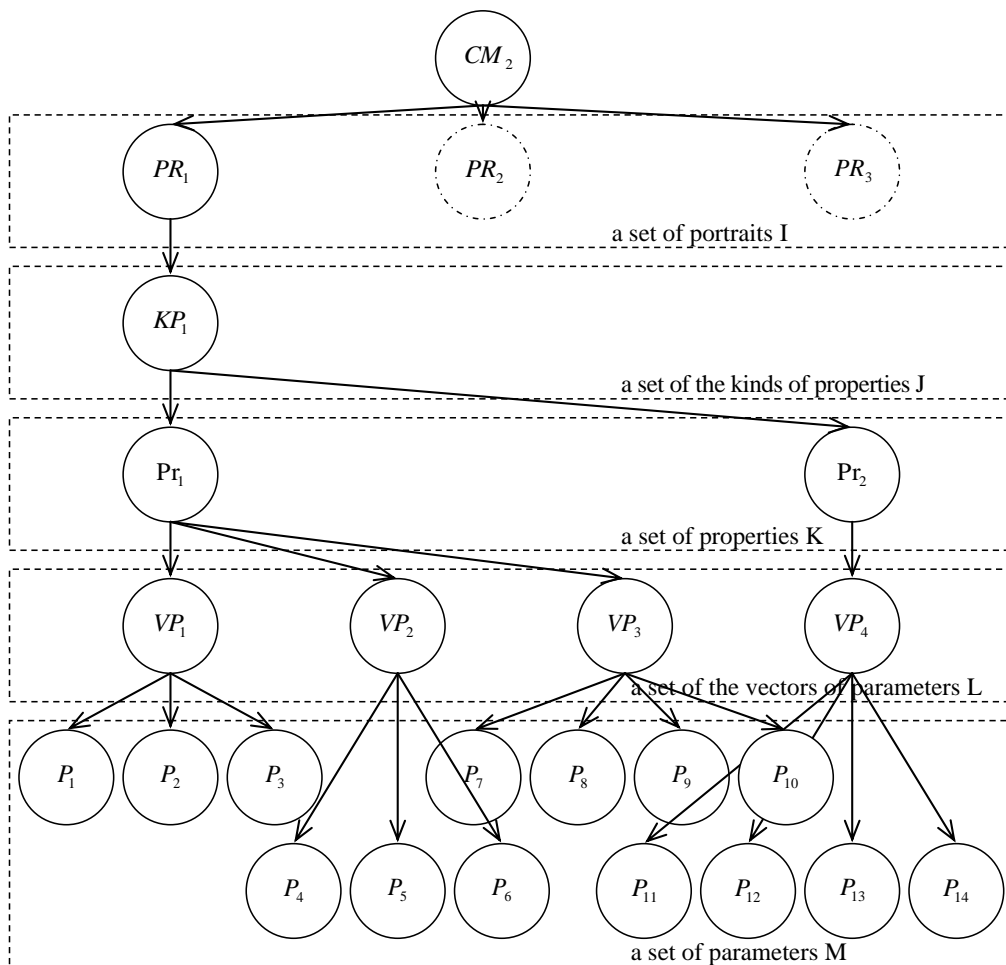 CM₂
PR₁ PR₂ PR₃
a set of portraits I
KP₁
a set of the kinds of properties J
Pr₁ Pr₂
a set of properties K
VP₁ VP₂ VP₃ VP₄
a set of the vectors of parameters L
P₁ P₂ P₃ P₇ P₈ P₉ P₁₀
P₄ P₅ P₆ P₁₁ P₁₂ P₁₃ P₁₄
a set of parameters M